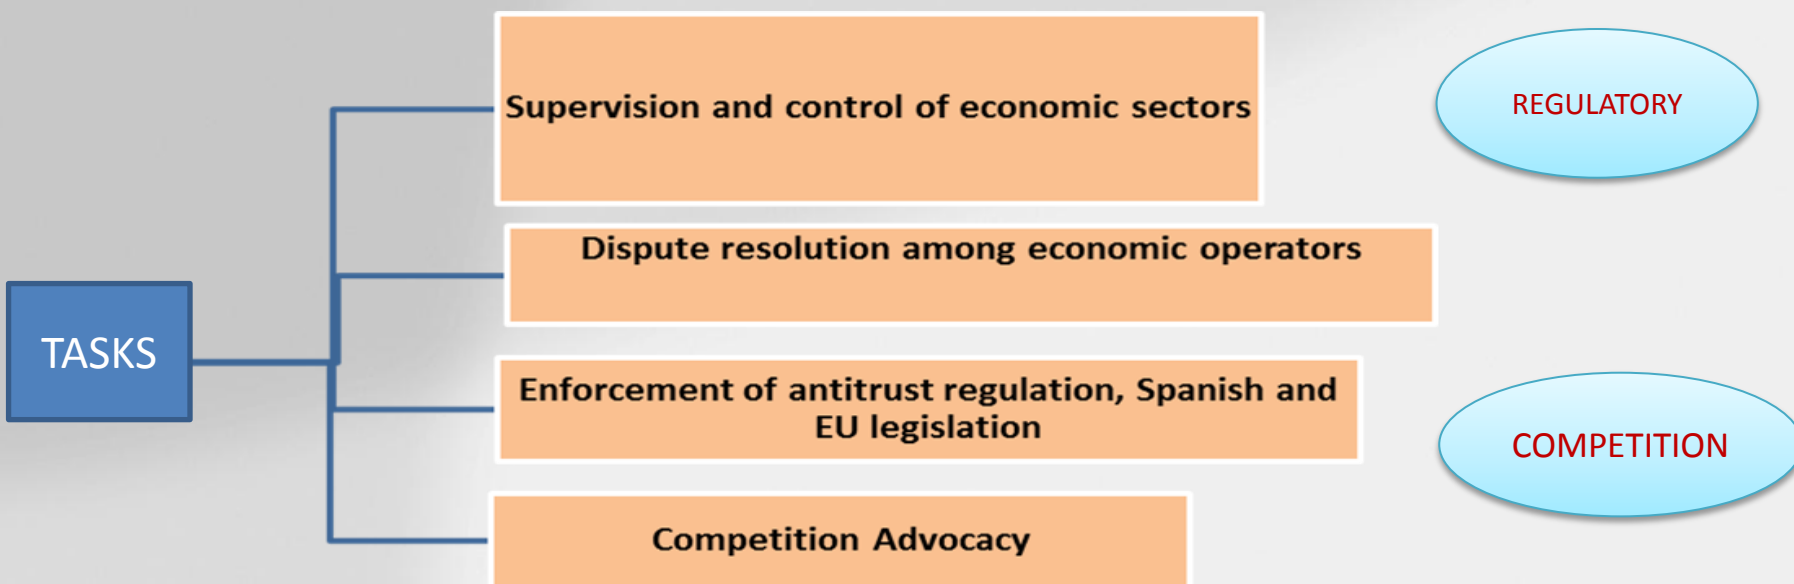 Supervision and control of economic sectors
REGULATORY
Dispute resolution among economic operators
TASKS
Enforcement of antitrust regulation, Spanish and
EU legislation
COMPETITION
Competition Advocacy